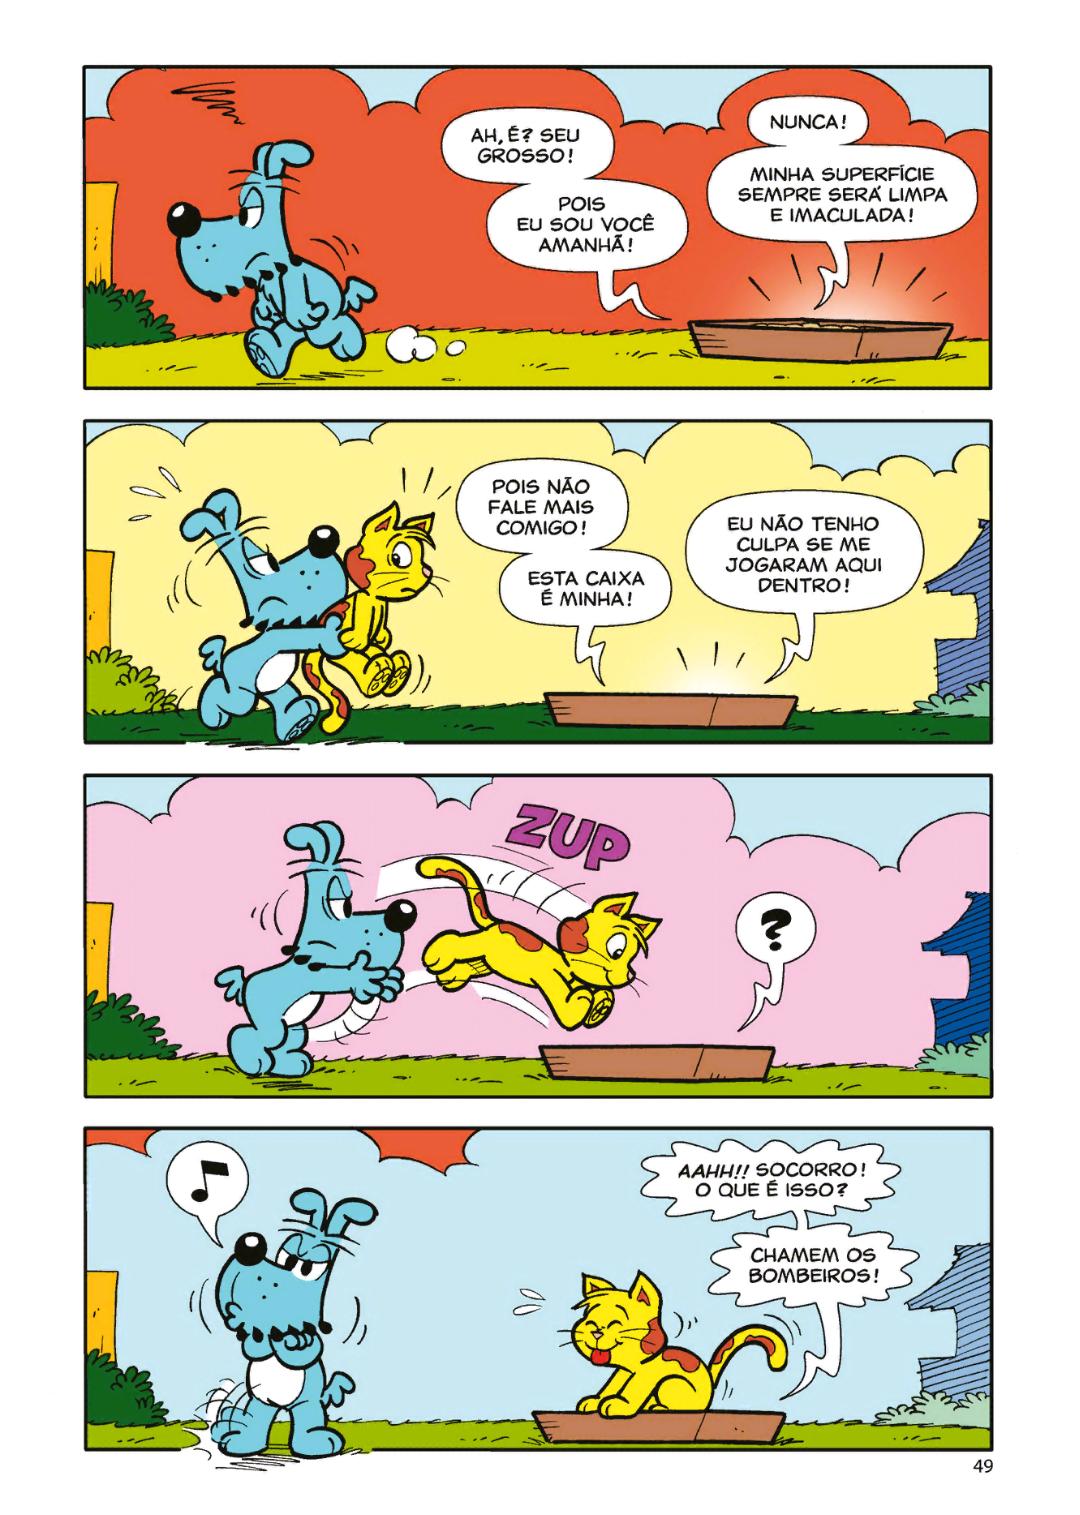 AH, É? SEU
GROSSO!
POIS
EU SOU VOCÊ
AMANHÃ!
NUNCA!
MINHA SUPERFÍCIE
SEMPRE SERÁ LIMPA
E IMACULADA!
POIS NÃO
FALE MAIS
COMIGO!
ESTA CAIXA
É MINHA!
EU NÃO TENHO
CULPA SE ME
JOGARAM AQUI
DENTRO!
ZUP
?
AAHH!! SOCORRO!
O QUE É ISSO?
CHAMEM OS
BOMBEIROS!
49